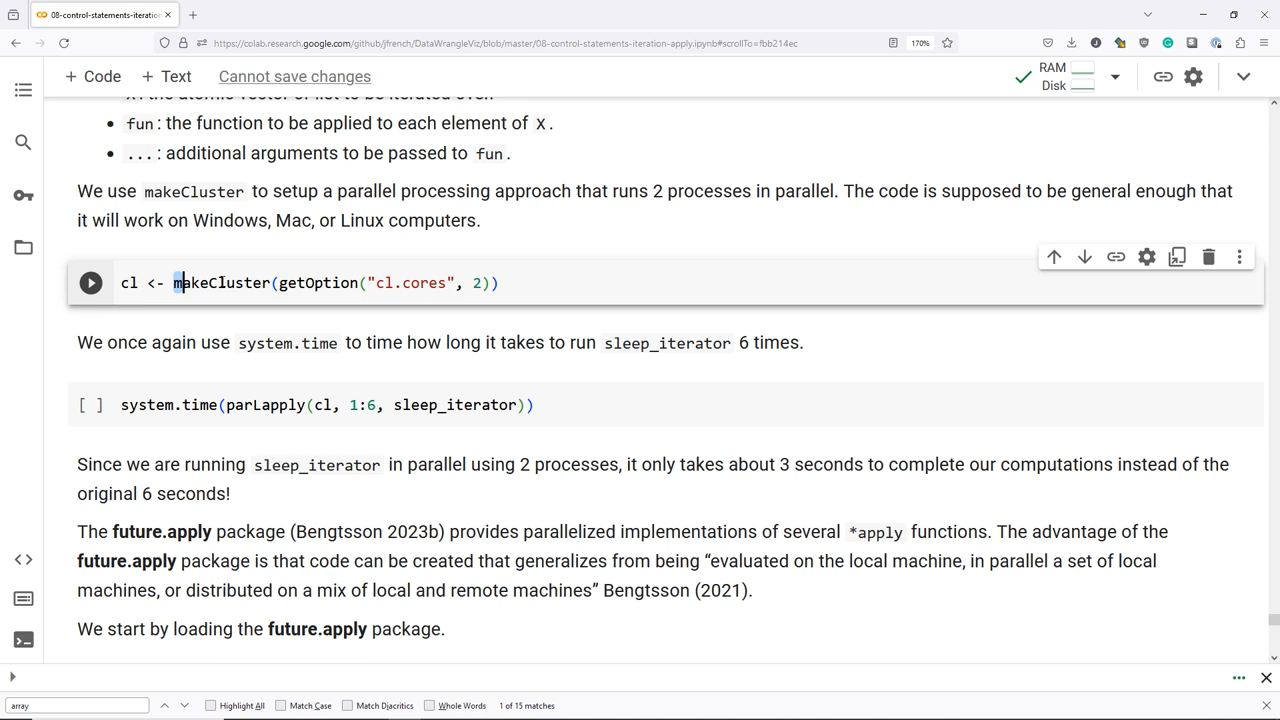 08-control-statements-iteratio
https://colab.research.google.com/github/jfrench/DataWrangleViz/blob/master/08-control-statements-iteration-apply.ipynb#scrollTo=fbb214ec
170%
+ Code + Text Cannot save changes
RAM
Disk
X: the atomic vector or list to be iterated over.
• fun: the function to be applied to each element of X.
• ...: additional arguments to be passed to fun.
We use makeCluster to setup a parallel processing approach that runs 2 processes in parallel. The code is supposed to be general enough that
it will work on Windows, Mac, or Linux computers.
cl <- makeCluster(getOption("cl.cores", 2))
We once again use system.time to time how long it takes to run sleep_iterator 6 times.
[ ] system.time(parLapply(cl, 1:6, sleep_iterator))
Since we are running sleep_iterator in parallel using 2 processes, it only takes about 3 seconds to complete our computations instead of the
original 6 seconds!
The future.apply package (Bengtsson 2023b) provides parallelized implementations of several *apply functions. The advantage of the
future.apply package is that code can be created that generalizes from being “evaluated on the local machine, in parallel a set of local
machines, or distributed on a mix of local and remote machines” Bengtsson (2021).
We start by loading the future.apply package.
array
Highlight All Match Case Match Diacritics Whole Words 1 of 15 matches